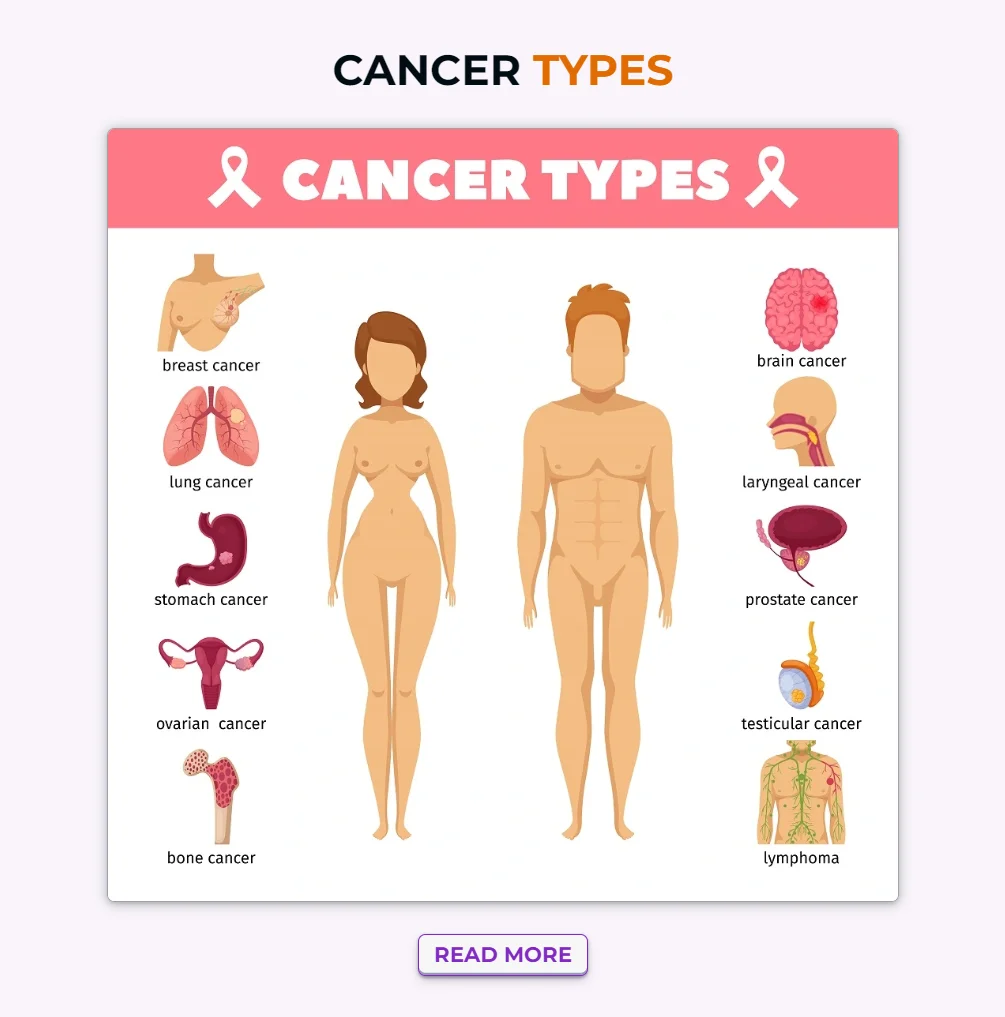 CANCER TYPES
CANCER TYPES
breast cancer
lung cancer
stomach cancer
ovarian cancer
bone cancer
brain cancer
laryngeal cancer
prostate cancer
testicular cancer
lymphoma
READ MORE